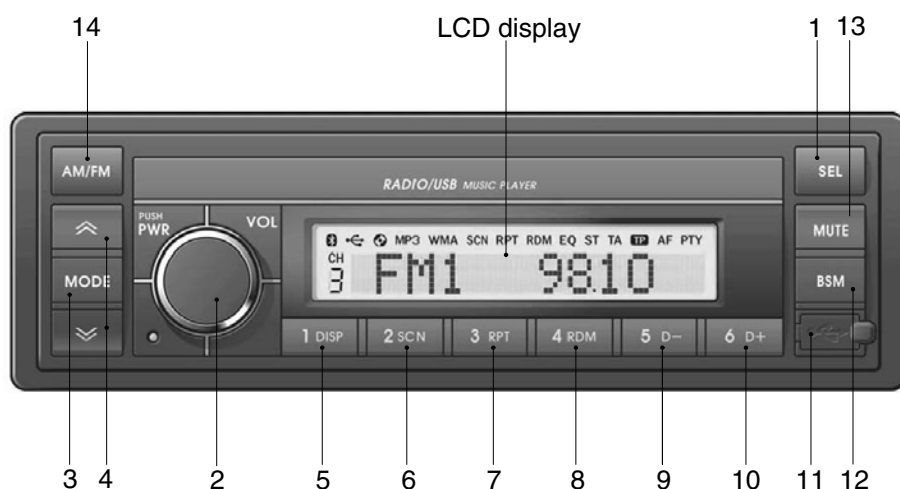 14 LCD display 1 13
AM/FM SEL
RADIO/USB MUSIC PLAYER
PUSH
PWR VOL MUTE
MP3 WMA SCN RPT RDM EQ ST TA TP AF PTY
CH
3 FM1 98.10
MODE BSM
1 DISP 2 SCN 3 RPT 4 RDM 5 D− 6 D+
3 4 2 5 6 7 8 9 10 11 12